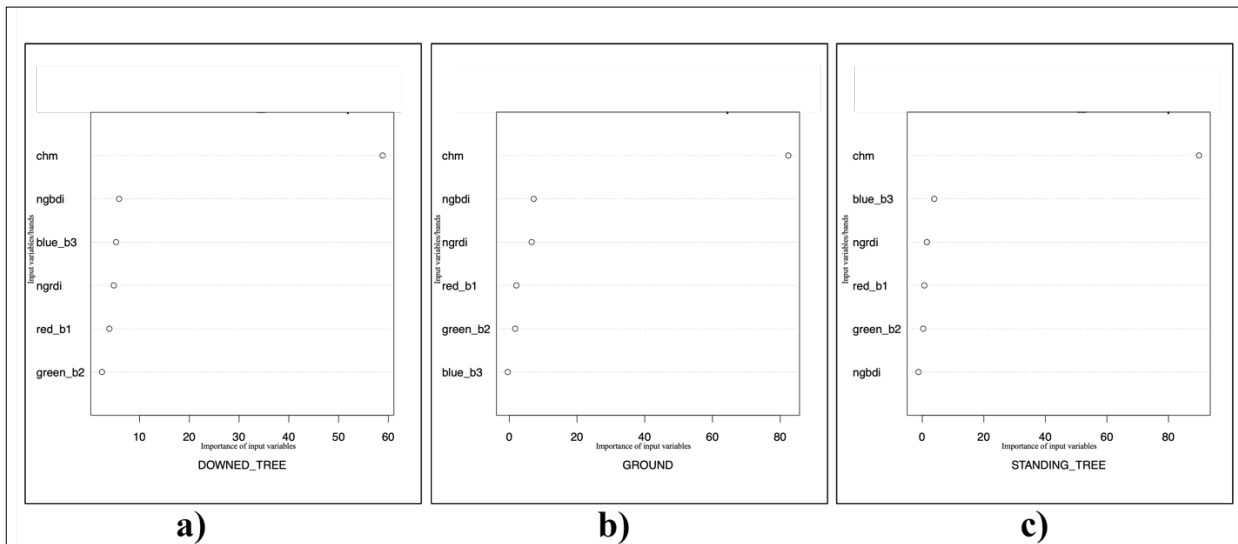 chm
ngbdi
blue_b3
ngrdi
red_b1
green_b2
Input variables/bands
10 20 30 40 50 60
Importance of input variables
DOWNED_TREE
a)
chm
ngbdi
ngrdi
red_b1
green_b2
blue_b3
Input variables/bands
0 20 40 60 80
Importance of input variables
GROUND
b)
chm
blue_b3
ngrdi
red_b1
green_b2
ngbdi
Input variables/bands
0 20 40 60 80
Importance of input variables
STANDING_TREE
c)